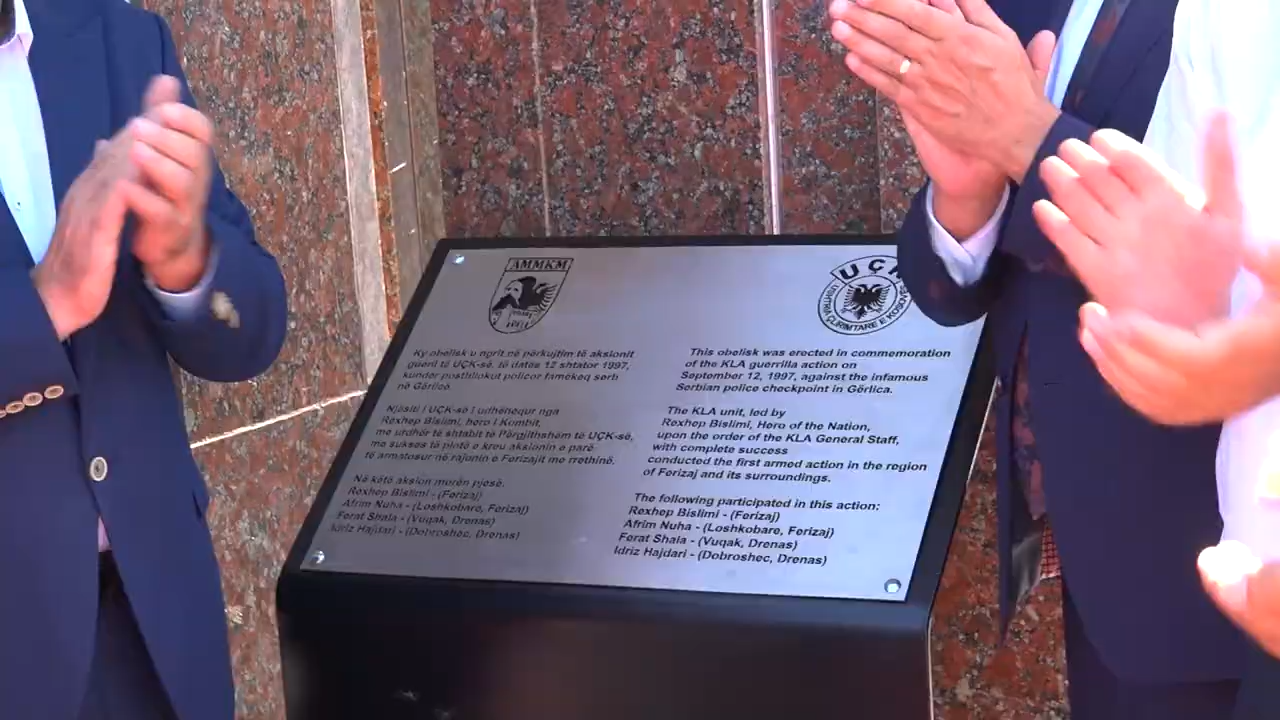 AMMKM
UÇK
USHTRIA ÇLIRIMTARE E KOSOVËS
Ky obelisk u ngrit në përkujtim të aksionit
gueril të UÇK-së, të datës 12 shtator 1997,
kundër postbllokut policor famëkeq serb
në Gërlicë.
Njësiti i UÇK-së i udhëhequr nga
Rexhep Bislimi, hero i Kombit,
me urdhër të shtabit të Përgjithshëm të UÇK-së,
me sukses të plotë e kreu aksionin e parë
të armatosur në rajonin e Ferizajit me rrethinë.
Në këtë aksion morën pjesë:
Rexhep Bislimi - (Ferizaj)
Afrim Nuha - (Loshkobare, Ferizaj)
Ferat Shala - (Vuqak, Drenas)
Idriz Hajdari - (Dobroshec, Drenas)
This obelisk was erected in commemoration
of the KLA guerrilla action on
September 12, 1997, against the infamous
Serbian police checkpoint in Gërlica.
The KLA unit, led by
Rexhep Bislimi, Hero of the Nation,
upon the order of the KLA General Staff,
with complete success
conducted the first armed action in the region
of Ferizaj and its surroundings.
The following participated in this action:
Rexhep Bislimi - (Ferizaj)
Afrim Nuha - (Loshkobare, Ferizaj)
Ferat Shala - (Vuqak, Drenas)
Idriz Hajdari - (Dobroshec, Drenas)